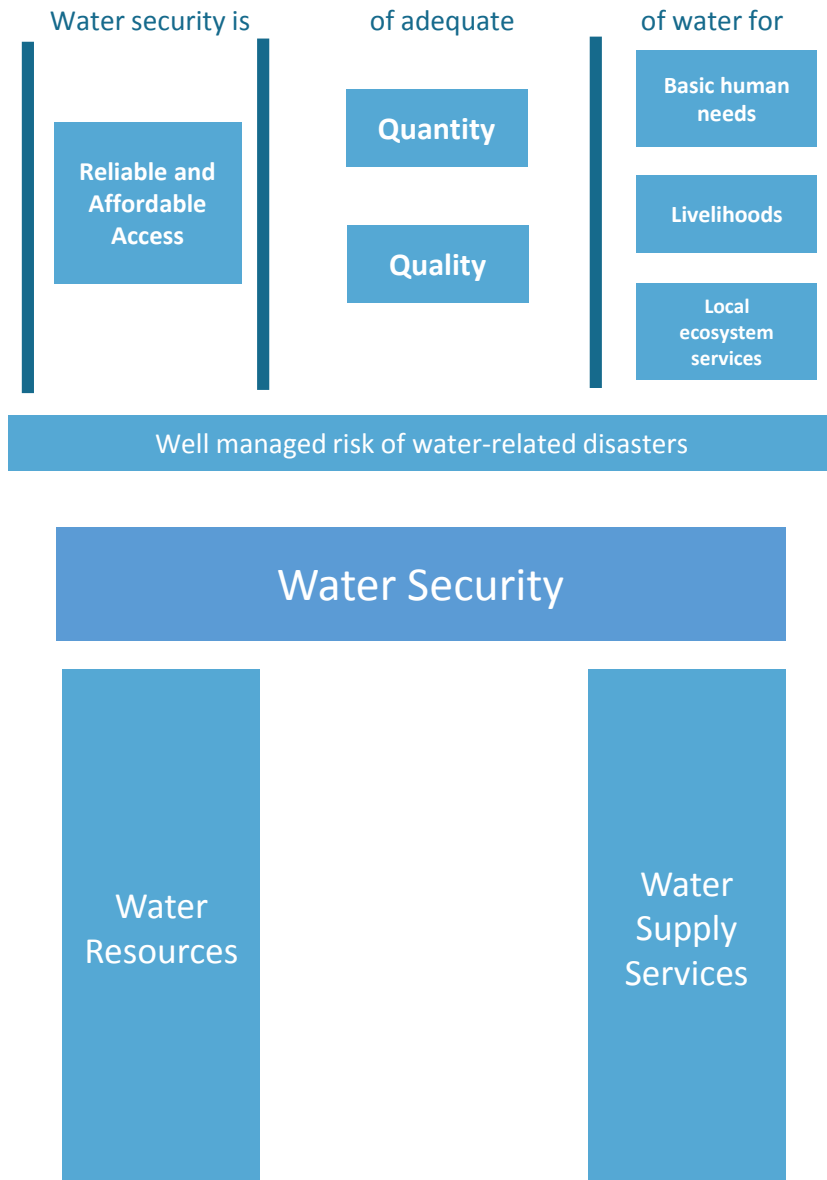 Water security is
of adequate
of water for
Reliable and
Affordable
Access
Quantity
Quality
Basic human
needs
Livelihoods
Local
ecosystem
services
Well managed risk of water-related disasters
Water Security
Water
Resources
Water
Supply
Services